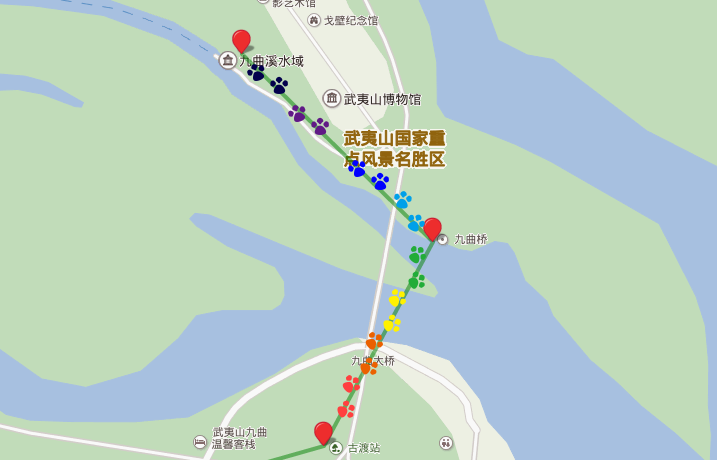 影艺术馆
戈壁纪念馆
九曲溪水域
武夷山博物馆
武夷山国家重
点风景名胜区
九曲桥
九曲大桥
武夷山九曲
温馨客栈
古渡站